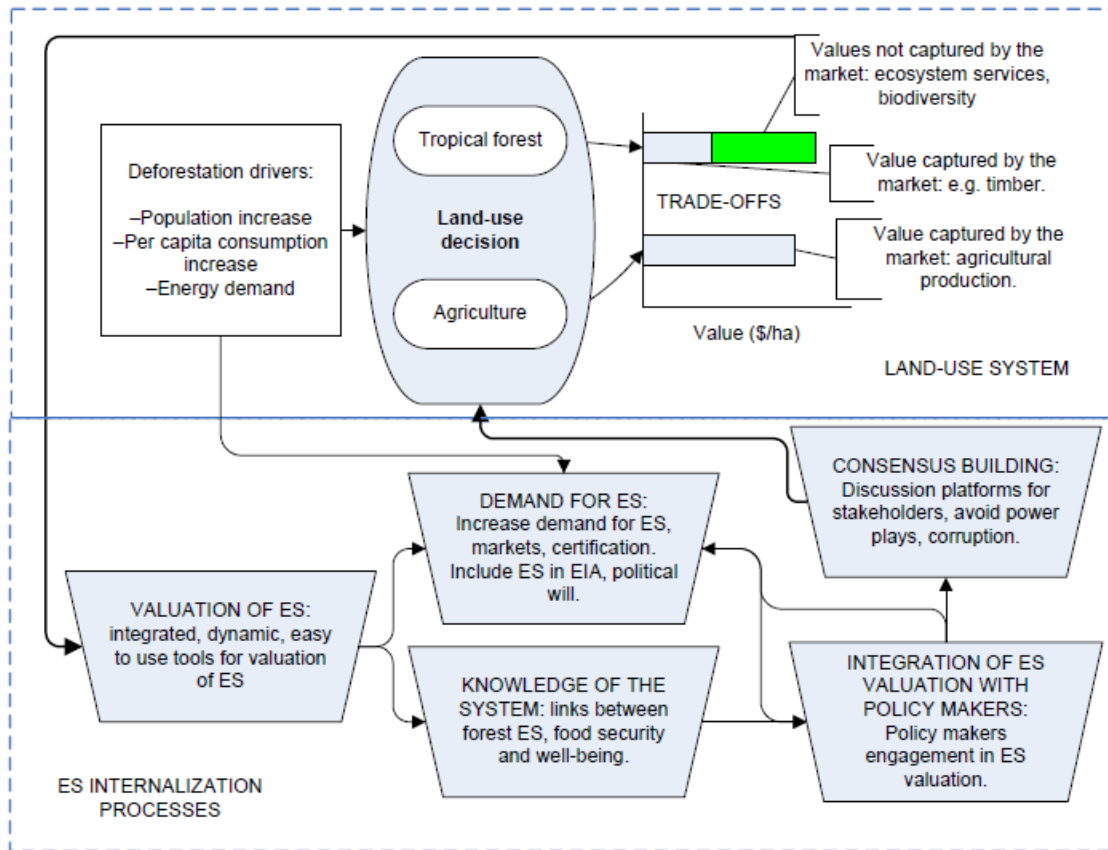 Values not captured by the
market: ecosystem services,
biodiversity
Tropical forest
Deforestation drivers:
–Population increase
–Per capita consumption
increase
–Energy demand
Land-use
decision
Agriculture
TRADE-OFFS
Value captured by the
market: e.g. timber.
Value captured by the
market: agricultural
production.
Value ($/ha)
LAND-USE SYSTEM
CONSENSUS BUILDING:
Discussion platforms for
stakeholders, avoid power
plays, corruption.
DEMAND FOR ES:
Increase demand for ES,
markets, certification.
Include ES in EIA, political
will.
VALUATION OF ES:
integrated, dynamic, easy
to use tools for valuation
of ES
KNOWLEDGE OF THE
SYSTEM: links between
forest ES, food security
and well-being.
INTEGRATION OF ES
VALUATION WITH
POLICY MAKERS:
Policy makers
engagement in ES
valuation.
ES INTERNALIZATION
PROCESSES